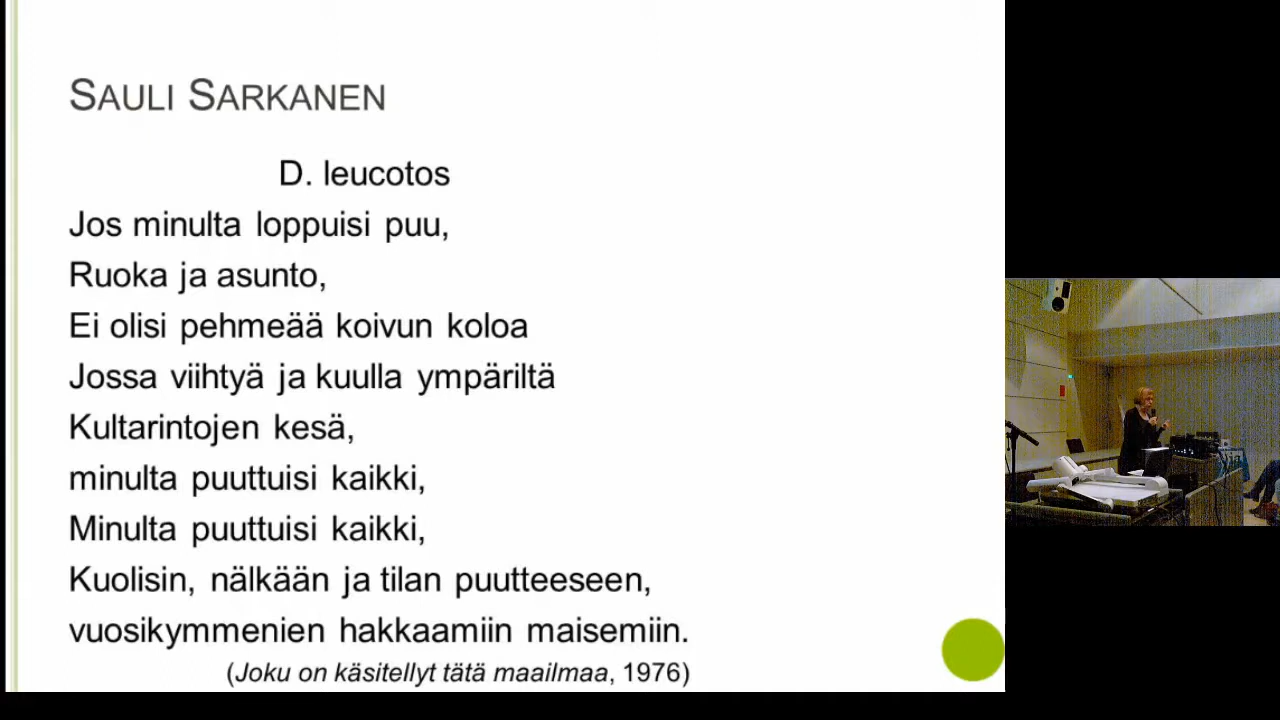 SAULI SARKANEN
D. leucotos
Jos minulta loppuisi puu,
Ruoka ja asunto,
Ei olisi pehmeää koivun koloa
Jossa viihtyä ja kuulla ympäriltä
Kultarintojen kesä,
minulta puuttuisi kaikki,
Minulta puuttuisi kaikki,
Kuolisin, nälkään ja tilan puutteeseen,
vuosikymmenien hakkaamiin maisemiin.
(Joku on käsitellyt tätä maailmaa, 1976)